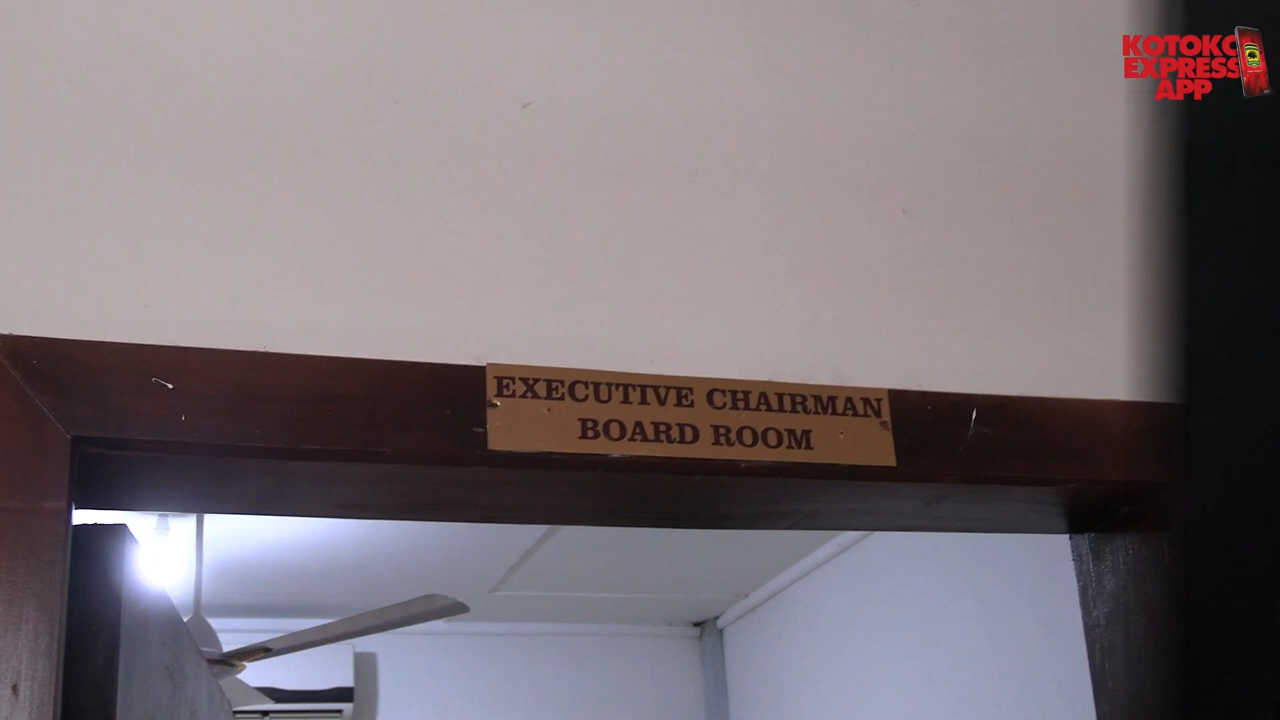 KOTOKO
EXPRESS
APP
EXECUTIVE CHAIRMAN
BOARD ROOM